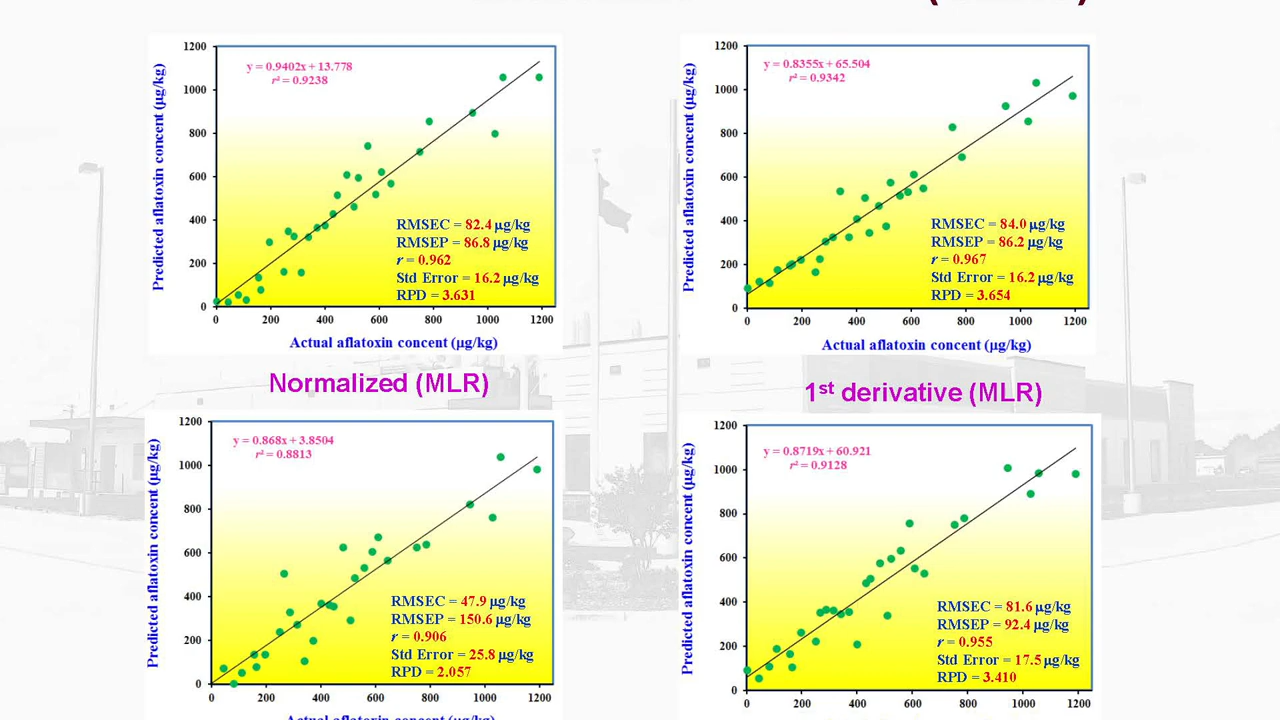 y = 0.9402x + 13.778
r² = 0.9238
1200
1000
800
600
400
200
0
0 200 400 600 800 1000 1200
Predicted aflatoxin concent (µg/kg)
Actual aflatoxin concent (µg/kg)
RMSEC = 82.4 µg/kg
RMSEP = 86.8 µg/kg
r = 0.962
Std Error = 16.2 µg/kg
RPD = 3.631
y = 0.8355x + 65.504
r² = 0.9342
1200
1000
800
600
400
200
0
0 200 400 600 800 1000 1200
Predicted aflatoxin concent (µg/kg)
Actual aflatoxin concent (µg/kg)
RMSEC = 84.0 µg/kg
RMSEP = 86.2 µg/kg
r = 0.967
Std Error = 16.2 µg/kg
RPD = 3.654
Normalized (MLR)
1st derivative (MLR)
y = 0.868x + 3.8504
r² = 0.8813
1200
1000
800
600
400
200
0
0 200 400 600 800 1000 1200
Predicted aflatoxin concent (µg/kg)
Actual aflatoxin concent (µg/kg)
RMSEC = 47.9 µg/kg
RMSEP = 150.6 µg/kg
r = 0.906
Std Error = 25.8 µg/kg
RPD = 2.057
y = 0.8719x + 60.921
r² = 0.9128
1200
1000
800
600
400
200
0
0 200 400 600 800 1000 1200
Predicted aflatoxin concent (µg/kg)
RMSEC = 81.6 µg/kg
RMSEP = 92.4 µg/kg
r = 0.955
Std Error = 17.5 µg/kg
RPD = 3.410